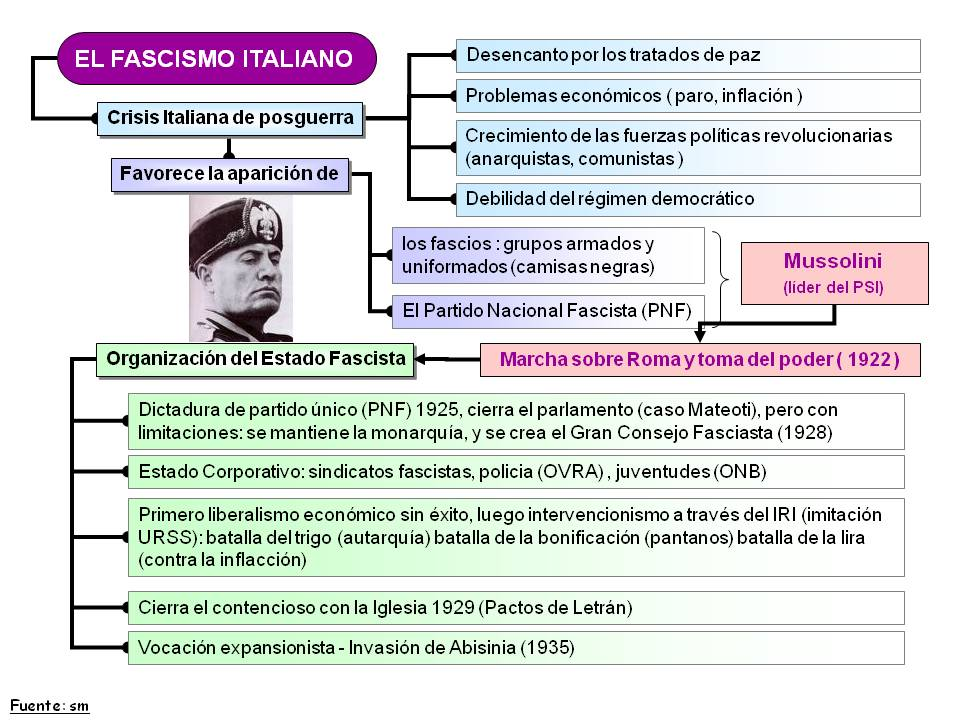 EL FASCISMO ITALIANO
Desencanto por los tratados de paz
Problemas económicos ( paro, inflación )
Crisis Italiana de posguerra
Crecimiento de las fuerzas políticas revolucionarias
(anarquistas, comunistas )
Favorece la aparición de
Debilidad del régimen democrático
los fascios : grupos armados y
uniformados (camisas negras)
Mussolini
(líder del PSI)
El Partido Nacional Fascista (PNF)
Organización del Estado Fascista
Marcha sobre Roma y toma del poder ( 1922 )
Dictadura de partido único (PNF) 1925, cierra el parlamento (caso Mateoti), pero con
limitaciones: se mantiene la monarquía, y se crea el Gran Consejo Fasciasta (1928)
Estado Corporativo: sindicatos fascistas, policia (OVRA) , juventudes (ONB)
Primero liberalismo económico sin éxito, luego intervencionismo a través del IRI (imitación
URSS): batalla del trigo (autarquía) batalla de la bonificación (pantanos) batalla de la lira
(contra la inflacción)
Cierra el contencioso con la Iglesia 1929 (Pactos de Letrán)
Vocación expansionista - Invasión de Abisinia (1935)
Fuente: sm